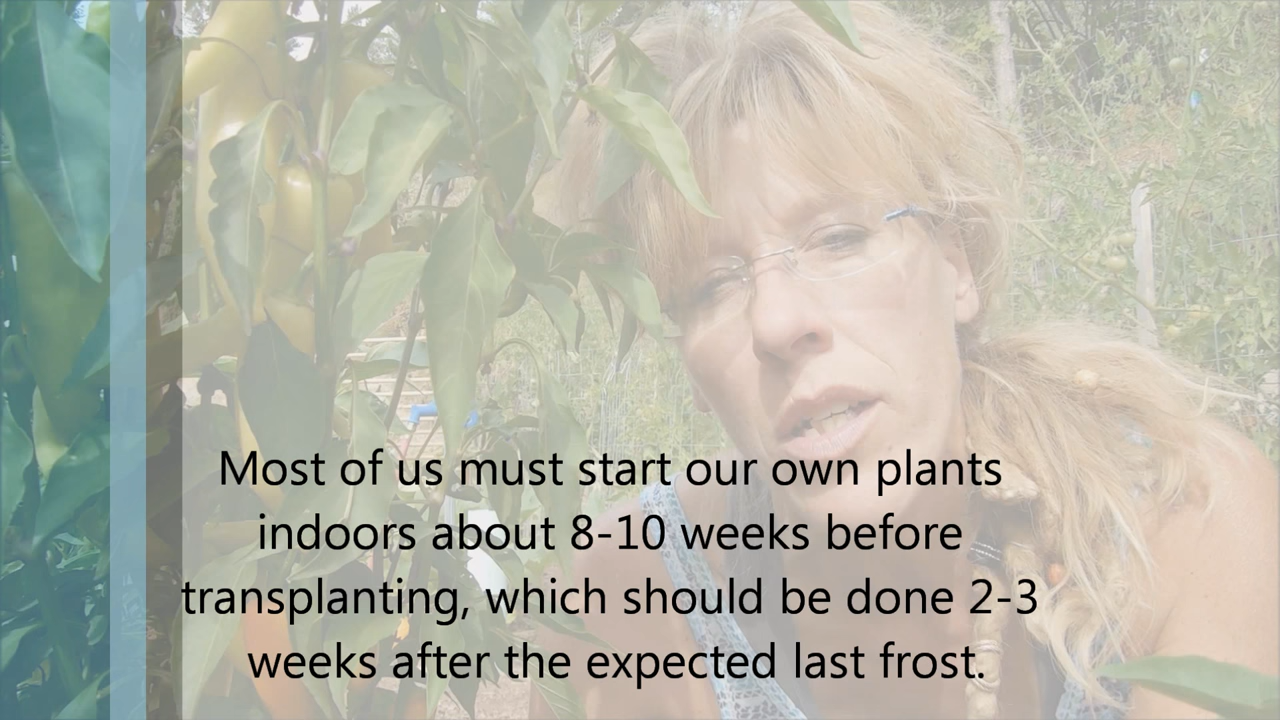 Most of us must start our own plants
indoors about 8-10 weeks before
transplanting, which should be done 2-3
weeks after the expected last frost.